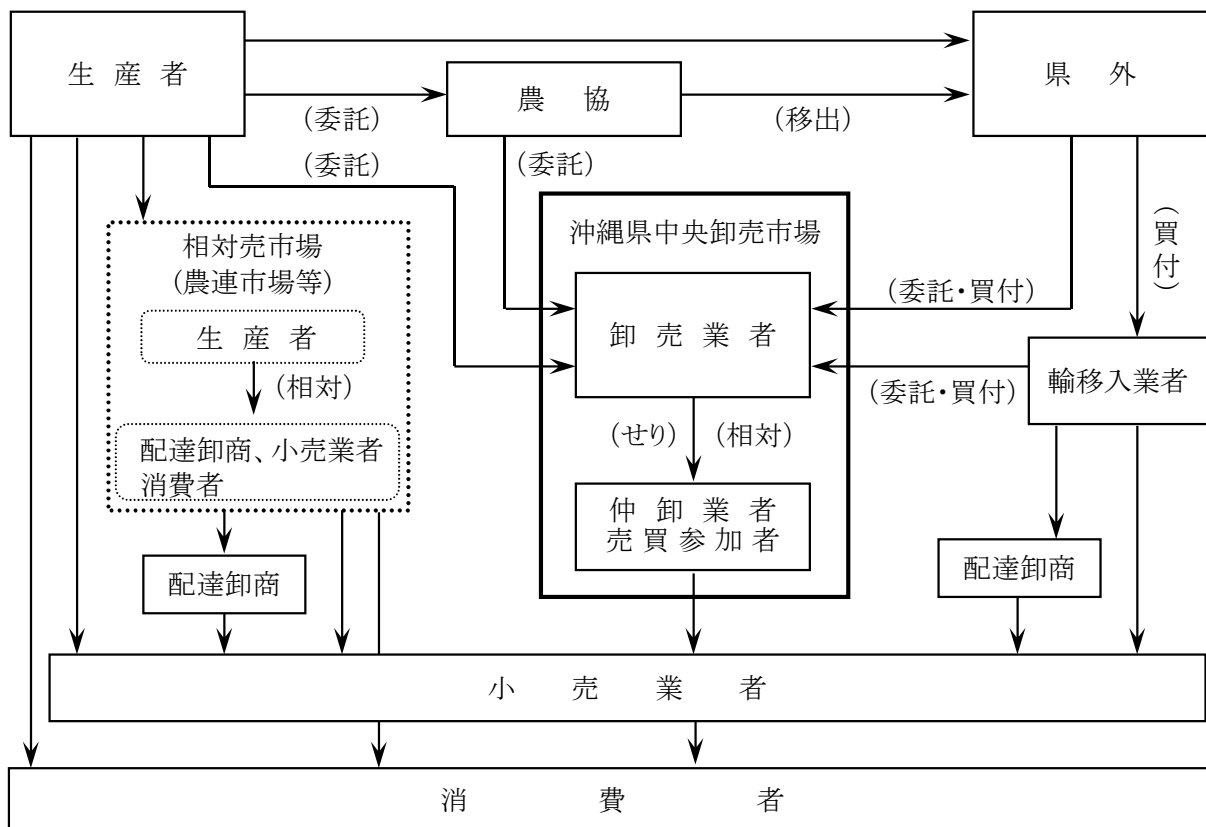 生産者
農協
県外
(委託)
(移出)
(委託)
(委託)
相対売市場
(農連市場等)
沖縄県中央卸売市場
(買付)
生産者
卸売業者
(委託・買付)
(相対)
輸移入業者
(委託・買付)
配達卸商、小売業者
消費者
(せり)
(相対)
仲卸業者
売買参加者
配達卸商
配達卸商
小売業者
消費者